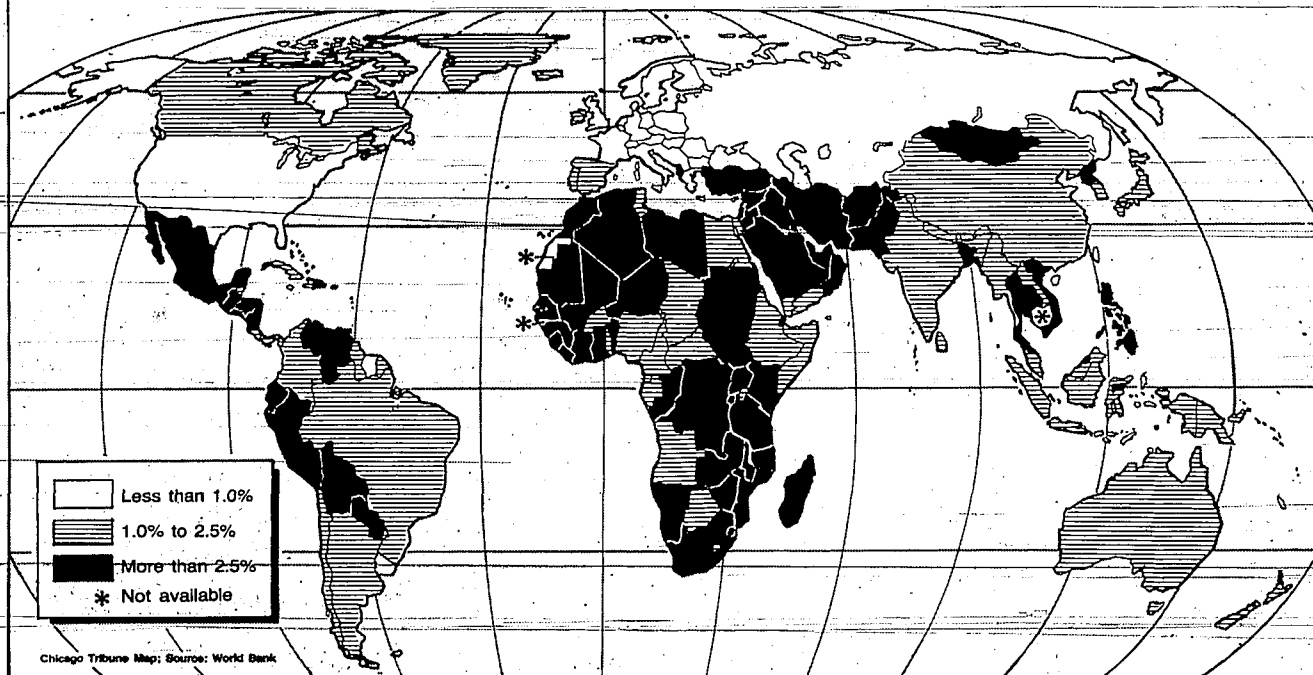 Less than 1.0%
1.0% to 2.5%
More than 2.5%
* Not available
Chicago Tribune Map; Source: World Bank